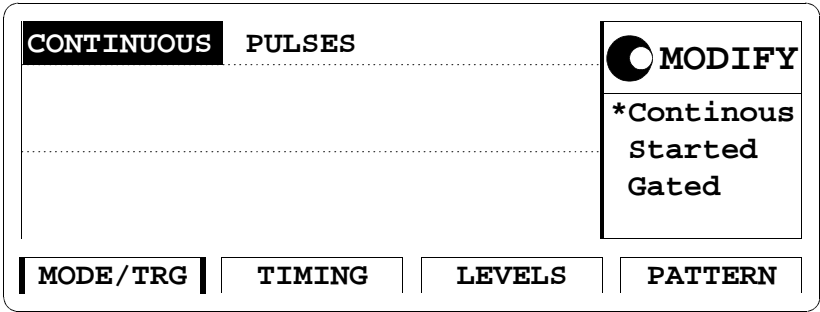 CONTINUOUS PULSES
MODIFY
*Continous
Started
Gated
MODE/TRG TIMING LEVELS PATTERN